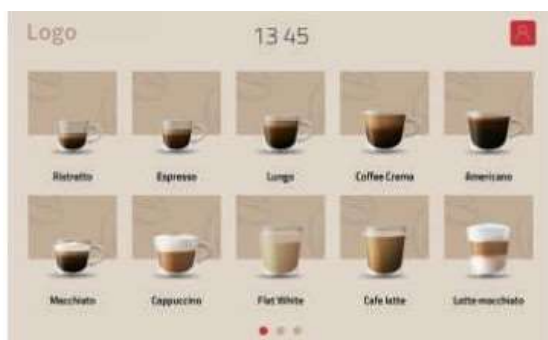 Logo
13 45
Ristretto Espresso Lungo Coffee Crema Americano
Macchiato Cappuccino Flat White Cafe latte Latte macchiato